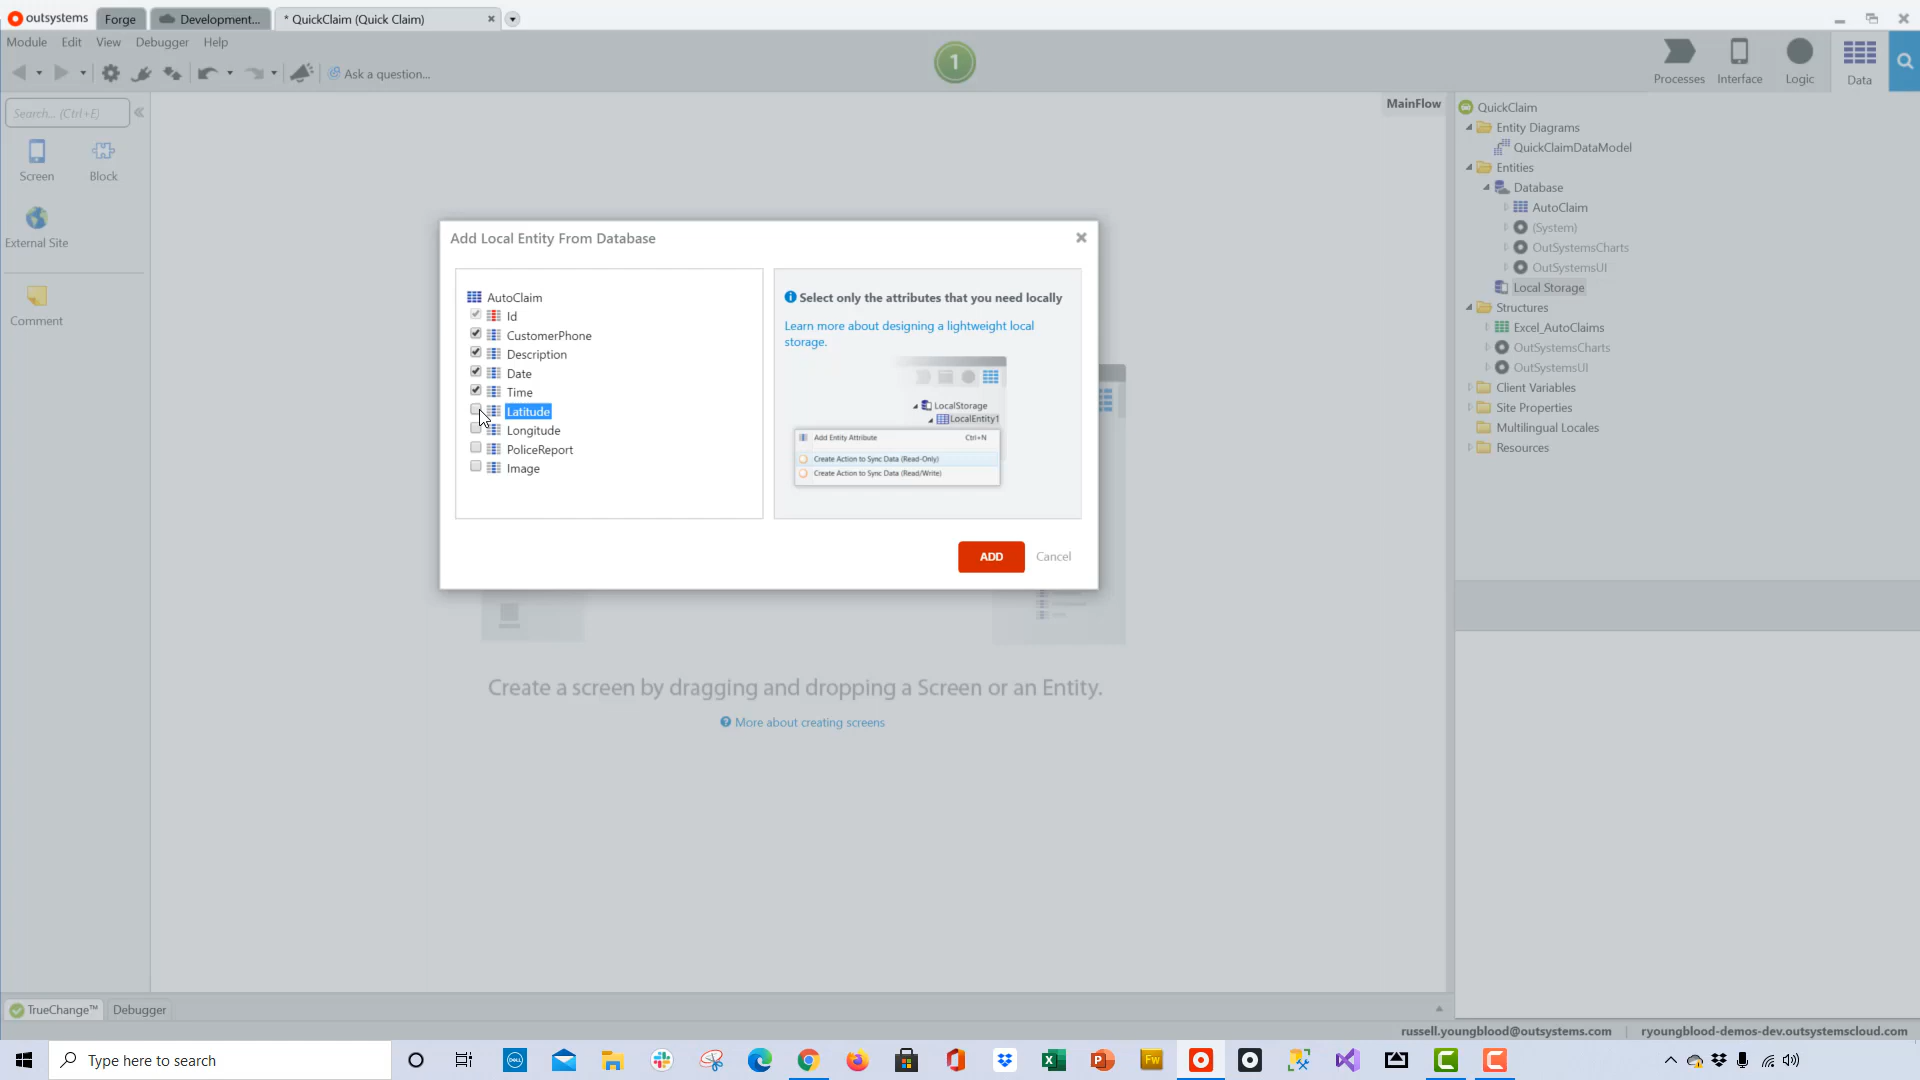 outsystems
Forge
Development...
* QuickClaim (Quick Claim)
Module Edit View Debugger Help
Ask a question...
1
Processes
Interface
Logic
Data
Search... (Ctrl+E)
Screen
Block
External Site
Comment
MainFlow
Add Local Entity From Database
AutoClaim
Id
CustomerPhone
Description
Date
Time
Latitude
Longitude
PoliceReport
Image
Select only the attributes that you need locally
Learn more about designing a lightweight local
storage.
LocalStorage
LocalEntity1
Add Entity Attribute Ctrl+N
Create Action to Sync Data (Read-Only)
Create Action to Sync Data (Read/Write)
ADD
Cancel
Create a screen by dragging and dropping a Screen or an Entity.
More about creating screens
QuickClaim
Entity Diagrams
QuickClaimDataModel
Entities
Database
AutoClaim
(System)
OutSystemsCharts
OutSystemsUI
Local Storage
Structures
Excel_AutoClaims
OutSystemsCharts
OutSystemsUI
Client Variables
Site Properties
Multilingual Locales
Resources
TrueChange™
Debugger
russell.youngblood@outsystems.com | ryoungblood-demos-dev.outsystemscloud.com
Type here to search
DELL
Fw